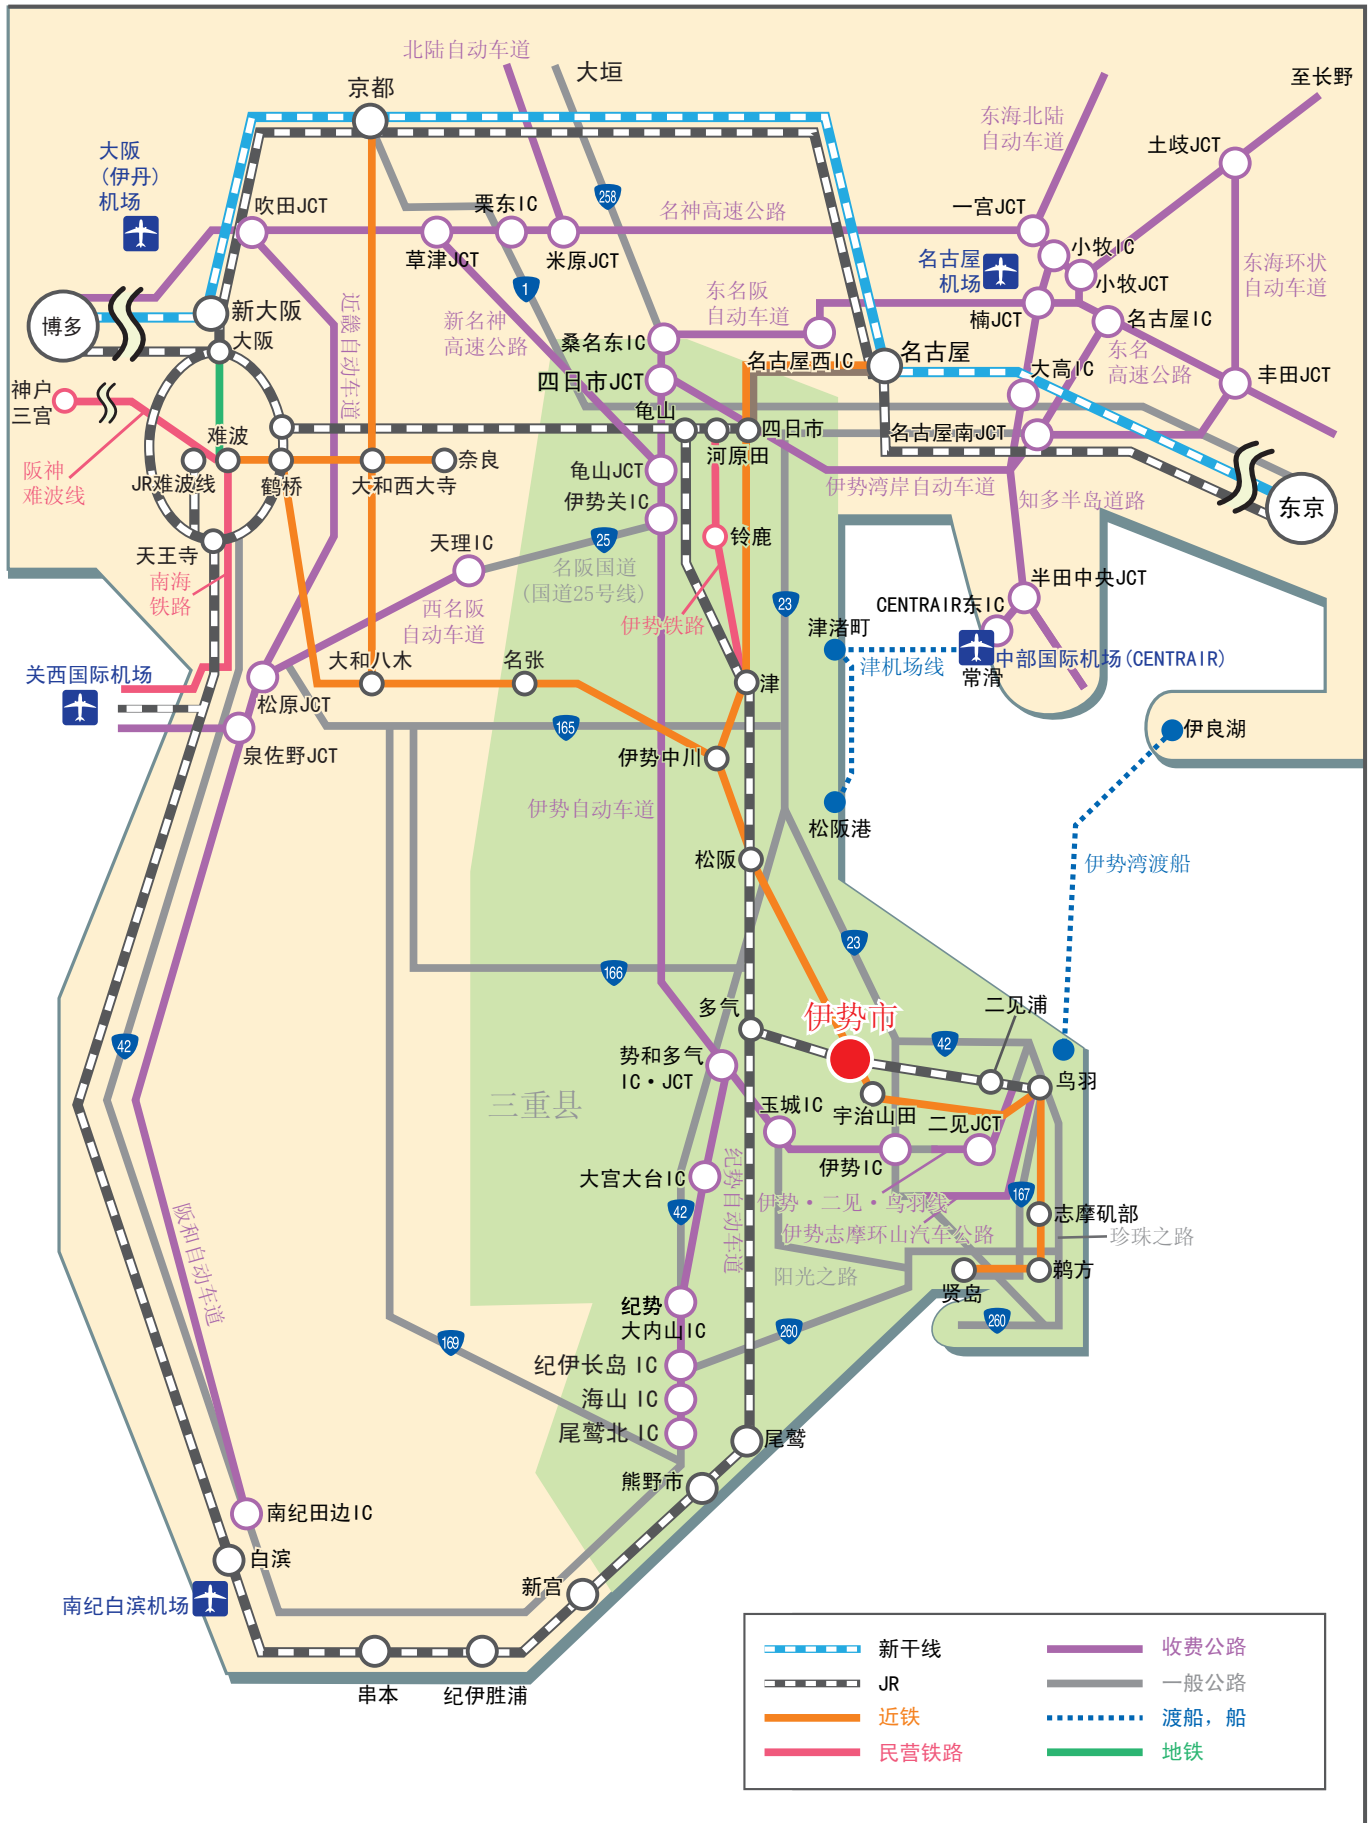 北陆自动车道
大垣
至长野
京都
东海北陆
自动车道
土歧JCT
大阪
(伊丹)
机场
258
吹田JCT
栗东IC
名神高速公路
一宫JCT
草津JCT
米原JCT
小牧IC
名古屋
机场
小牧JCT
东海环状
自动车道
1
东名阪
自动车道
近畿自动车道
新名神
高速公路
楠JCT
名古屋IC
博多
新大阪
大阪
桑名东IC
名古屋西IC
名古屋
东名
高速公路
大高IC
丰田JCT
四日市JCT
神户
三宫
龟山
四日市
名古屋南JCT
难波
河原田
奈良
阪神
难波线
JR难波线
鹤桥
大和西大寺
龟山JCT
伊势湾岸自动车道
知多半岛道路
伊势关IC
东京
25
铃鹿
天王寺
天理IC
名阪国道
(国道25号线)
南海
铁路
西名阪
自动车道
伊势铁路
23
半田中央JCT
CENTRAIR东IC
津渚町
大和八木
名张
津机场线
中部国际机场(CENTRAIR)
关西国际机场
常滑
津
松原JCT
165
伊良湖
泉佐野JCT
伊势中川
伊势自动车道
松阪港
松阪
伊势湾渡船
23
166
多气
伊势市
二见浦
42
42
势和多气
IC・JCT
鸟羽
三重县
玉城IC
宇治山田
二见JCT
伊势IC
大宫大台IC
纪势自动车道
42
伊势・二见・鸟羽线
167
志摩矶部
伊势志摩环山汽车公路
珍珠之路
阪和自动车道
阳光之路
鹈方
贤岛
纪势
大内山IC
260
260
169
纪伊长岛 IC
海山 IC
尾鹫北 IC
尾鹫
熊野市
南纪田边IC
白滨
新宫
南纪白滨机场
串本
纪伊胜浦
新干线
收费公路
JR
一般公路
近铁
渡船，船
民营铁路
地铁